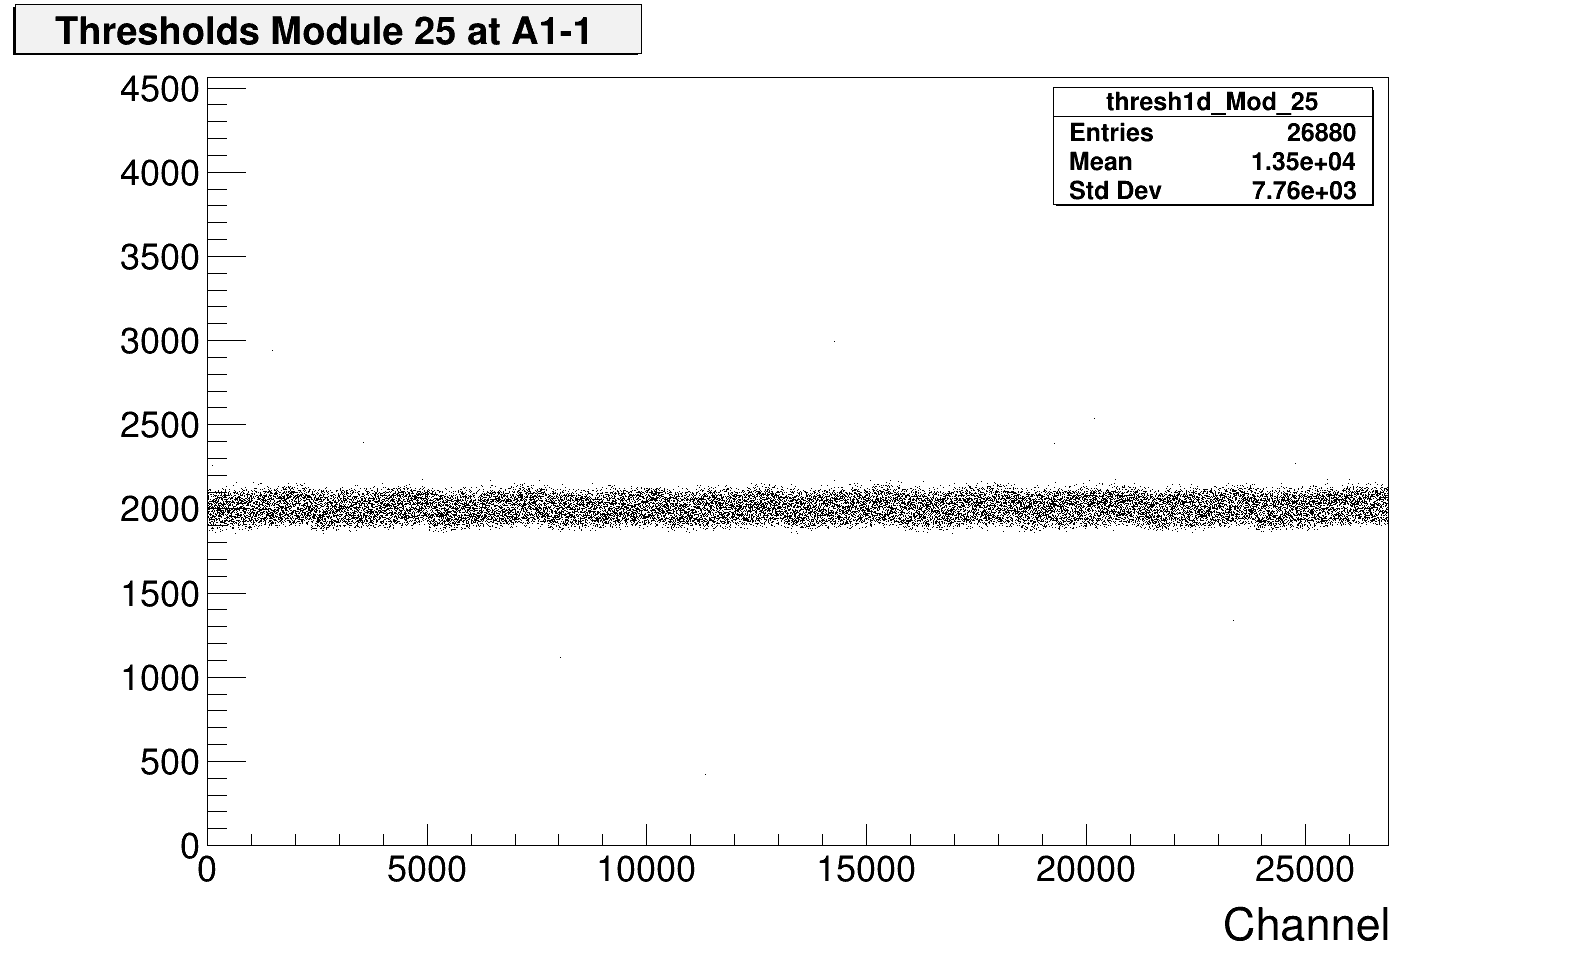 Thresholds Module 25 at A1-1
thresh1d_Mod_25
Entries 26880
Mean 1.35e+04
Std Dev 7.76e+03
4500
4000
3500
3000
2500
2000
1500
1000
500
0
0 5000 10000 15000 20000 25000
Channel